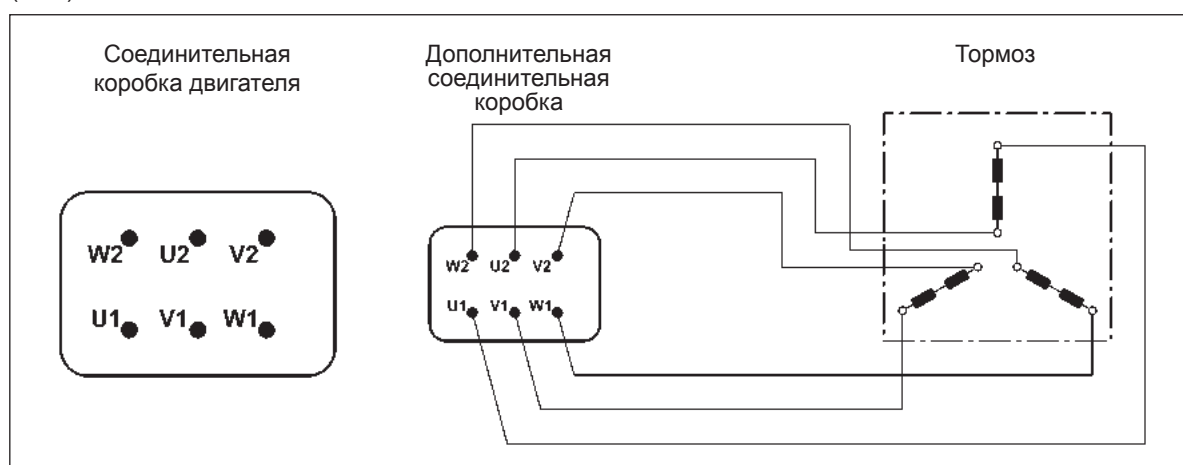 Соединительная
коробка двигателя
Дополнительная
соединительная
коробка
Тормоз
W2 U2 V2
U1 V1 W1
W2 U2 V2
U1 V1 W1